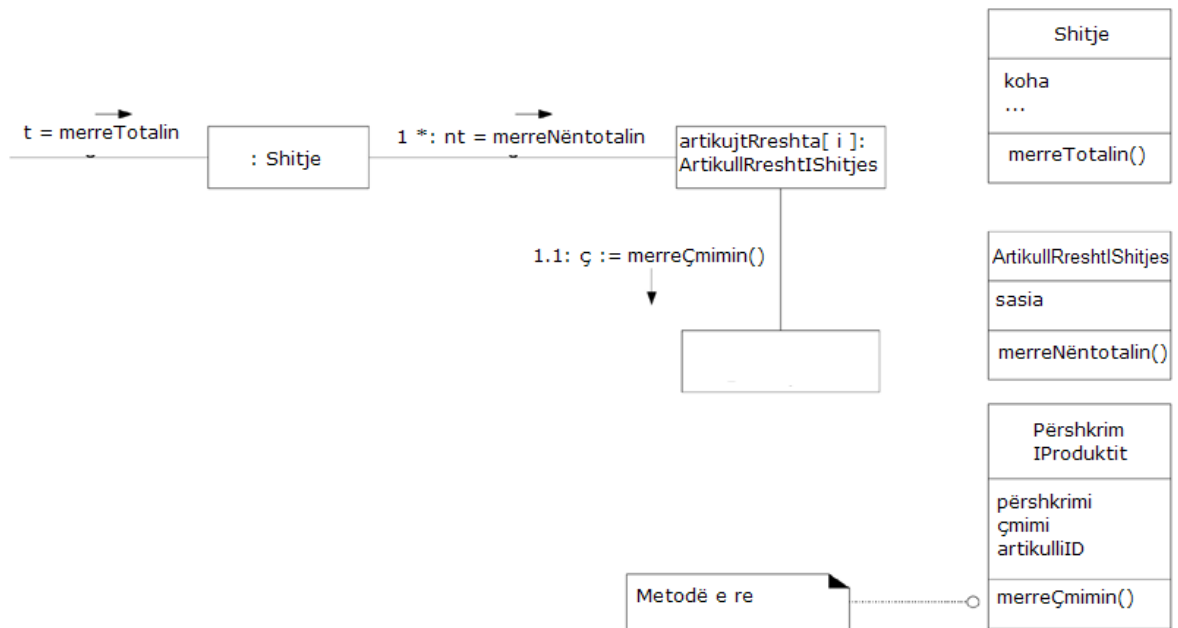 t = merreTotalin
: Shitje
1 *: nt = merreNëntotalin
artikujtRreshta[ i ]:
ArtikullRreshtIShitjes
1.1: ç := merreÇmimin()
Shitje
koha
...
merreTotalin()
ArtikullRreshtIShitjes
sasia
merreNëntotalin()
Përshkrim
IProduktit
përshkrimi
çmimi
artikulliID
merreÇmimin()
Metodë e re